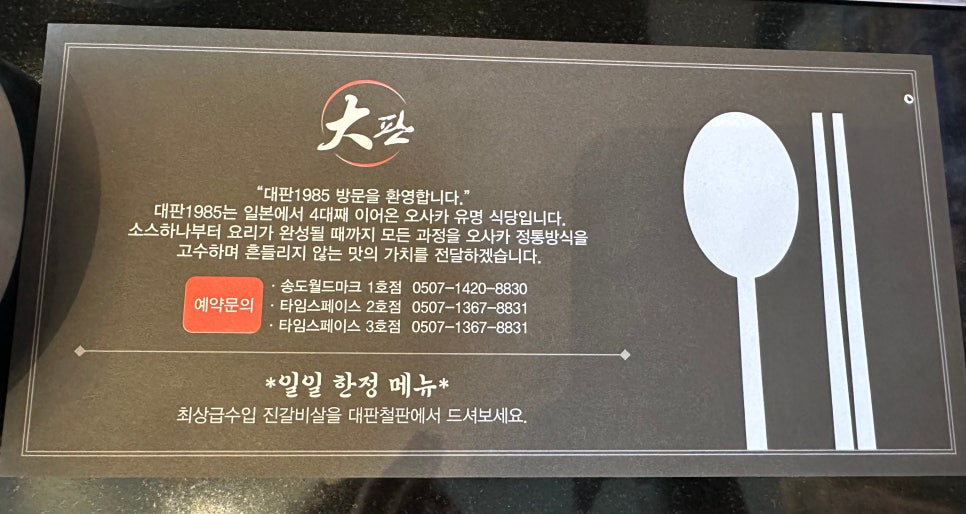 大판
“대판1985 방문을 환영합니다.”
대판1985는 일본에서 4대째 이어온 오사카 유명 식당입니다.
소스하나부터 요리가 완성될 때까지 모든 과정을 오사카 정통방식을
고수하며 흔들리지 않는 맛의 가치를 전달하겠습니다.
예약문의
· 송도월드마크 1호점 0507-1420-8830
· 타임스페이스 2호점 0507-1367-8831
· 타임스페이스 3호점 0507-1367-8831
*일일 한정 메뉴*
최상급수입 진갈비살을 대판철판에서 드셔보세요.